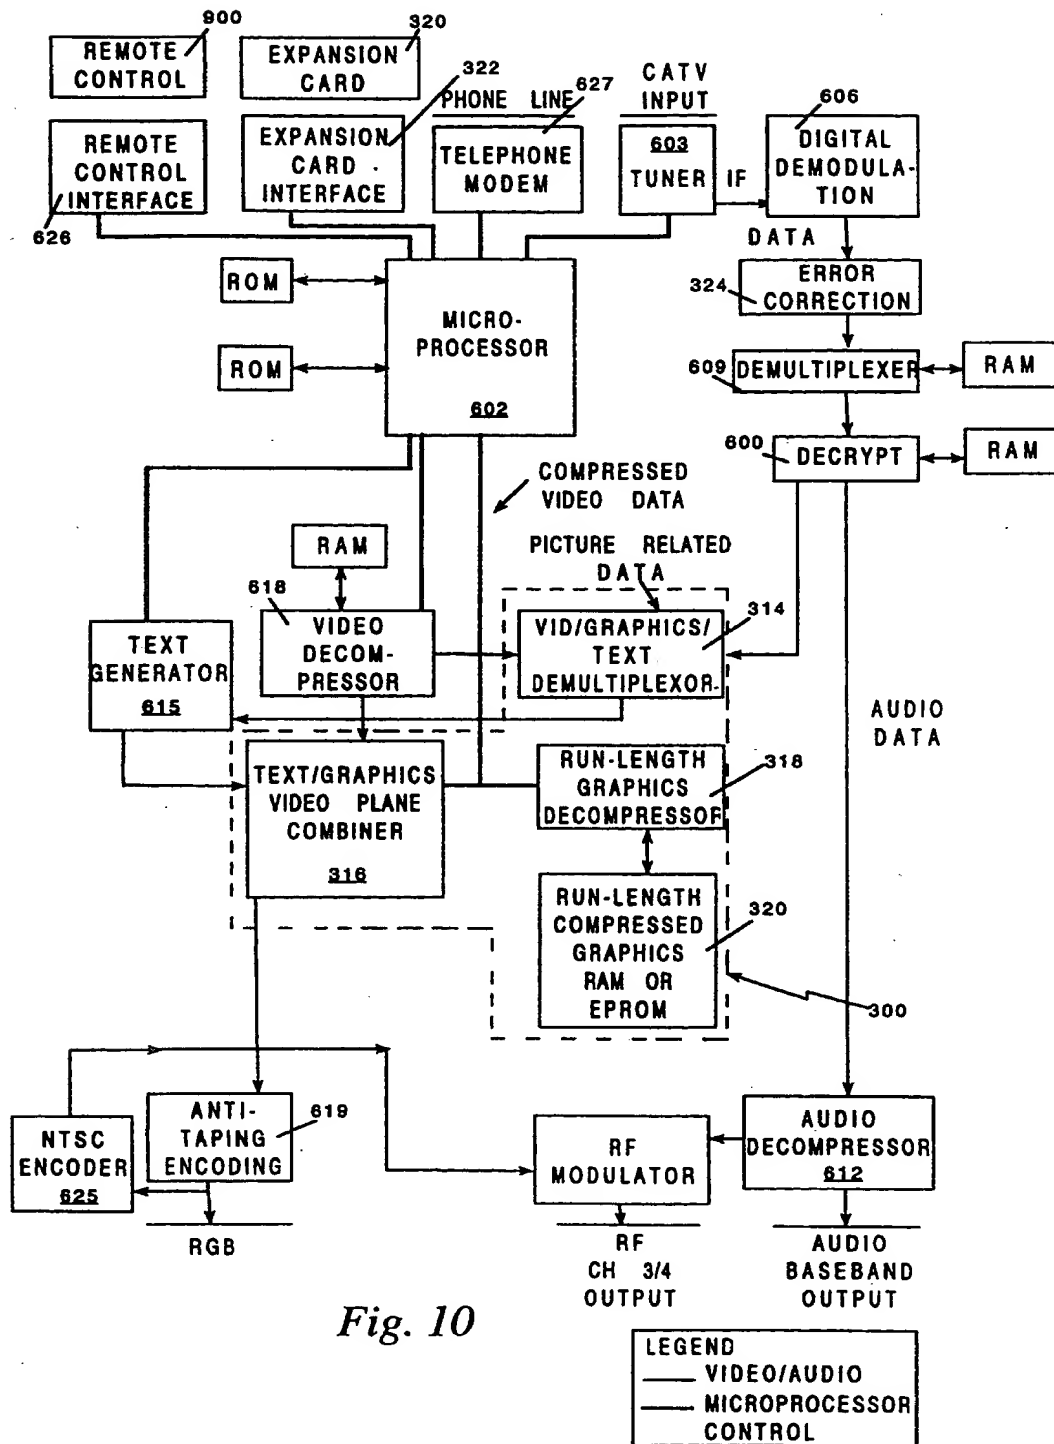 900
REMOTE
CONTROL
320
EXPANSION
CARD
322
PHONE LINE
627
CATV
INPUT
606
REMOTE
CONTROL
INTERFACE
626
EXPANSION
CARD
INTERFACE
TELEPHONE
MODEM
603
TUNER
IF
DIGITAL
DEMODULA-
TION
DATA
ROM
ROM
MICRO-
PROCESSOR
602
324
ERROR
CORRECTION
609
DEMULTIPLEXER
RAM
600
DECRYPT
RAM
COMPRESSED
VIDEO DATA
RAM
PICTURE RELATED
DATA
618
VIDEO
DECOM-
PRESSOR
314
VID/GRAPHICS/
TEXT
DEMULTIPLEXOR
TEXT
GENERATOR
615
AUDIO
DATA
TEXT/GRAPHICS
VIDEO PLANE
COMBINER
316
RUN-LENGTH
GRAPHICS
DECOMPRESSOR
318
RUN-LENGTH
COMPRESSED
GRAPHICS
RAM OR
EPROM
320
300
NTSC
ENCODER
625
ANTI-
TAPING
ENCODING
619
RF
MODULATOR
AUDIO
DECOMPRESSOR
612
RGB
RF
CH 3/4
OUTPUT
AUDIO
BASEBAND
OUTPUT
Fig. 10
LEGEND
VIDEO/AUDIO
MICROPROCESSOR
CONTROL